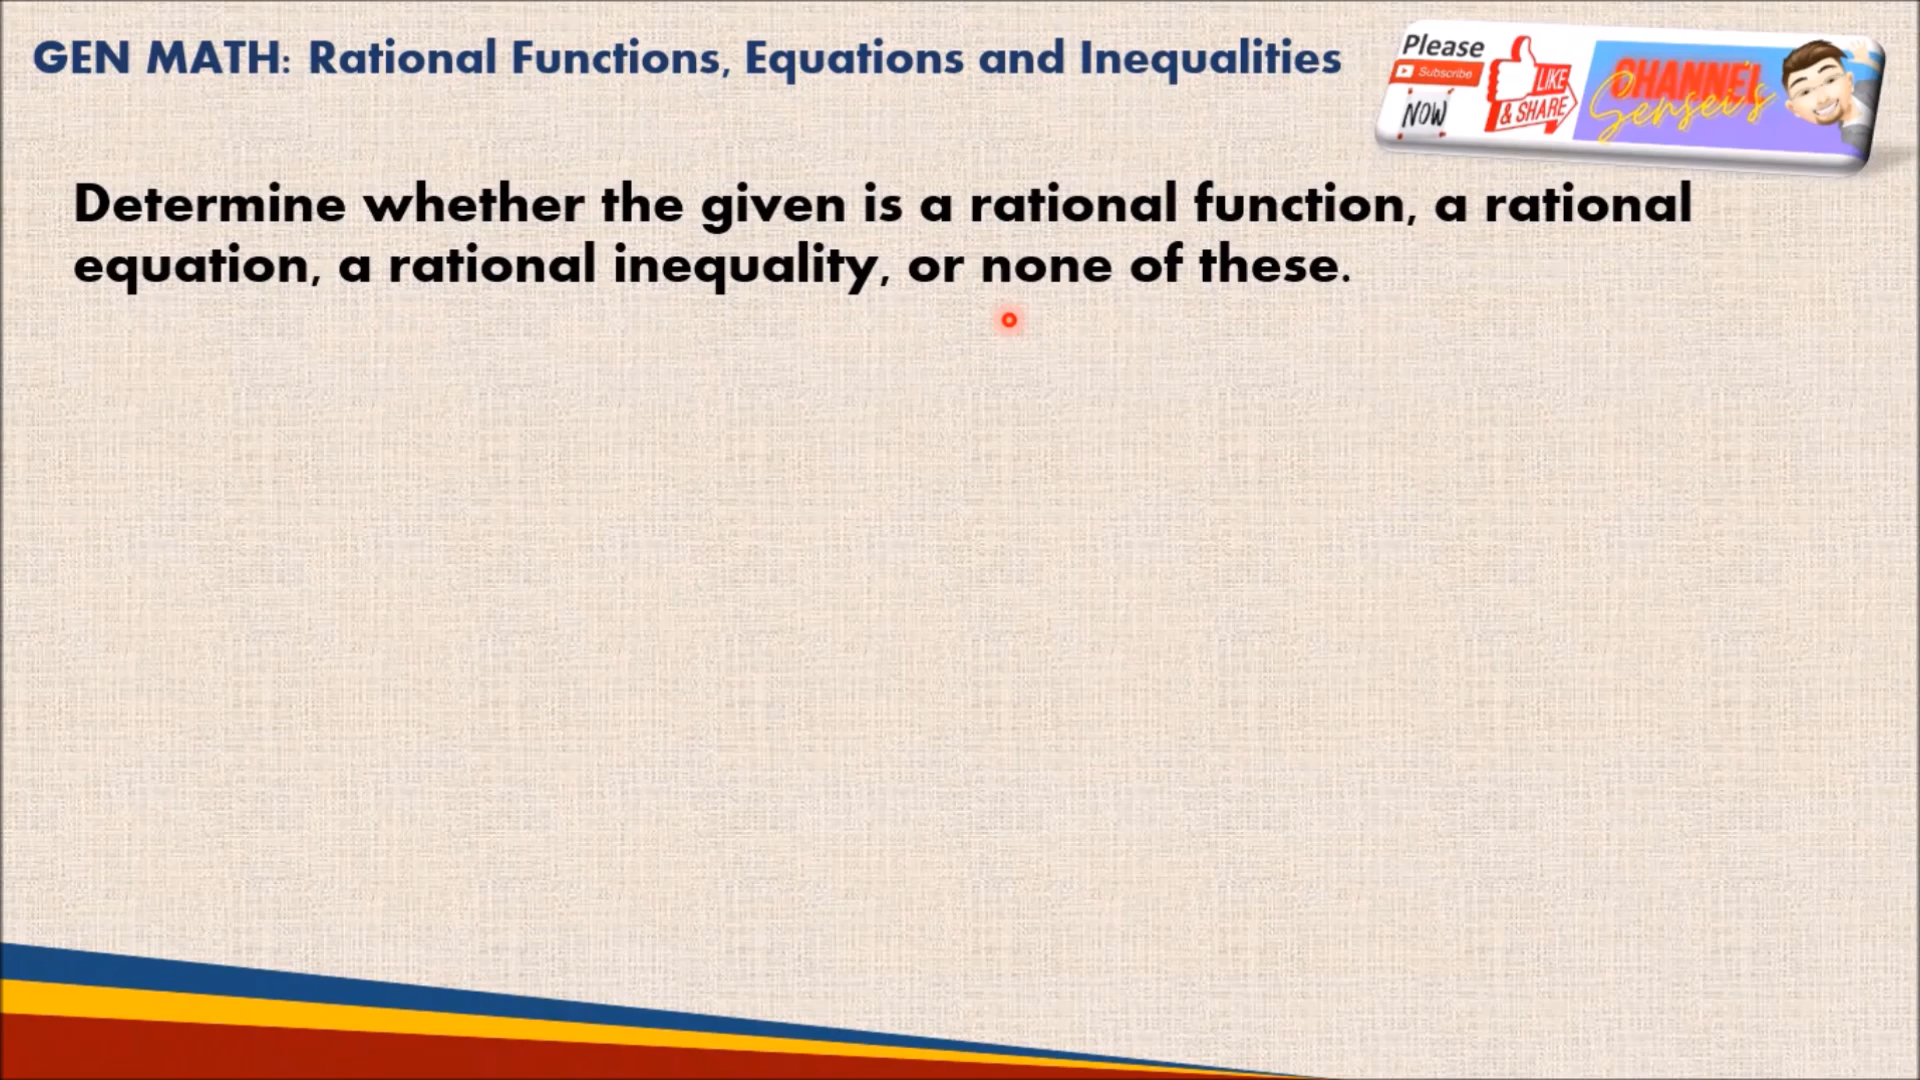 GEN MATH: Rational Functions, Equations and Inequalities
Please
Subscribe
NOW
LIKE
& SHARE
CHANNEL
Sensei's
Determine whether the given is a rational function, a rational
equation, a rational inequality, or none of these.